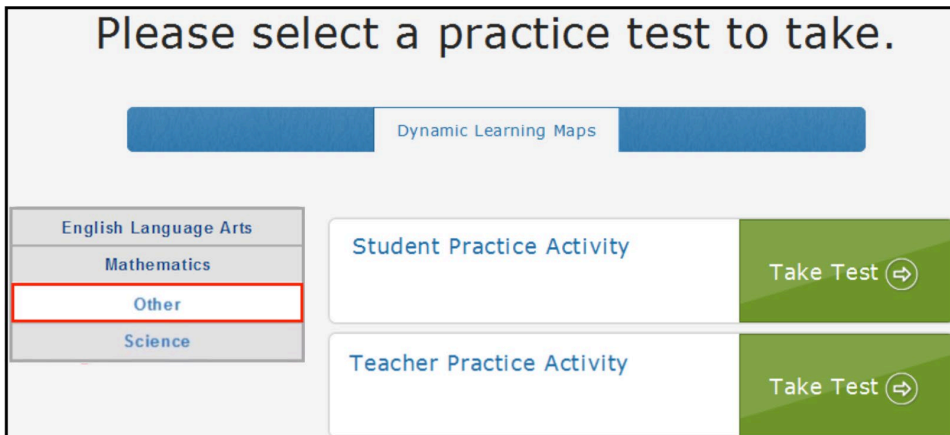 Please select a practice test to take.
Dynamic Learning Maps
English Language Arts
Mathematics
Other
Science
Student Practice Activity
Take Test
Teacher Practice Activity
Take Test